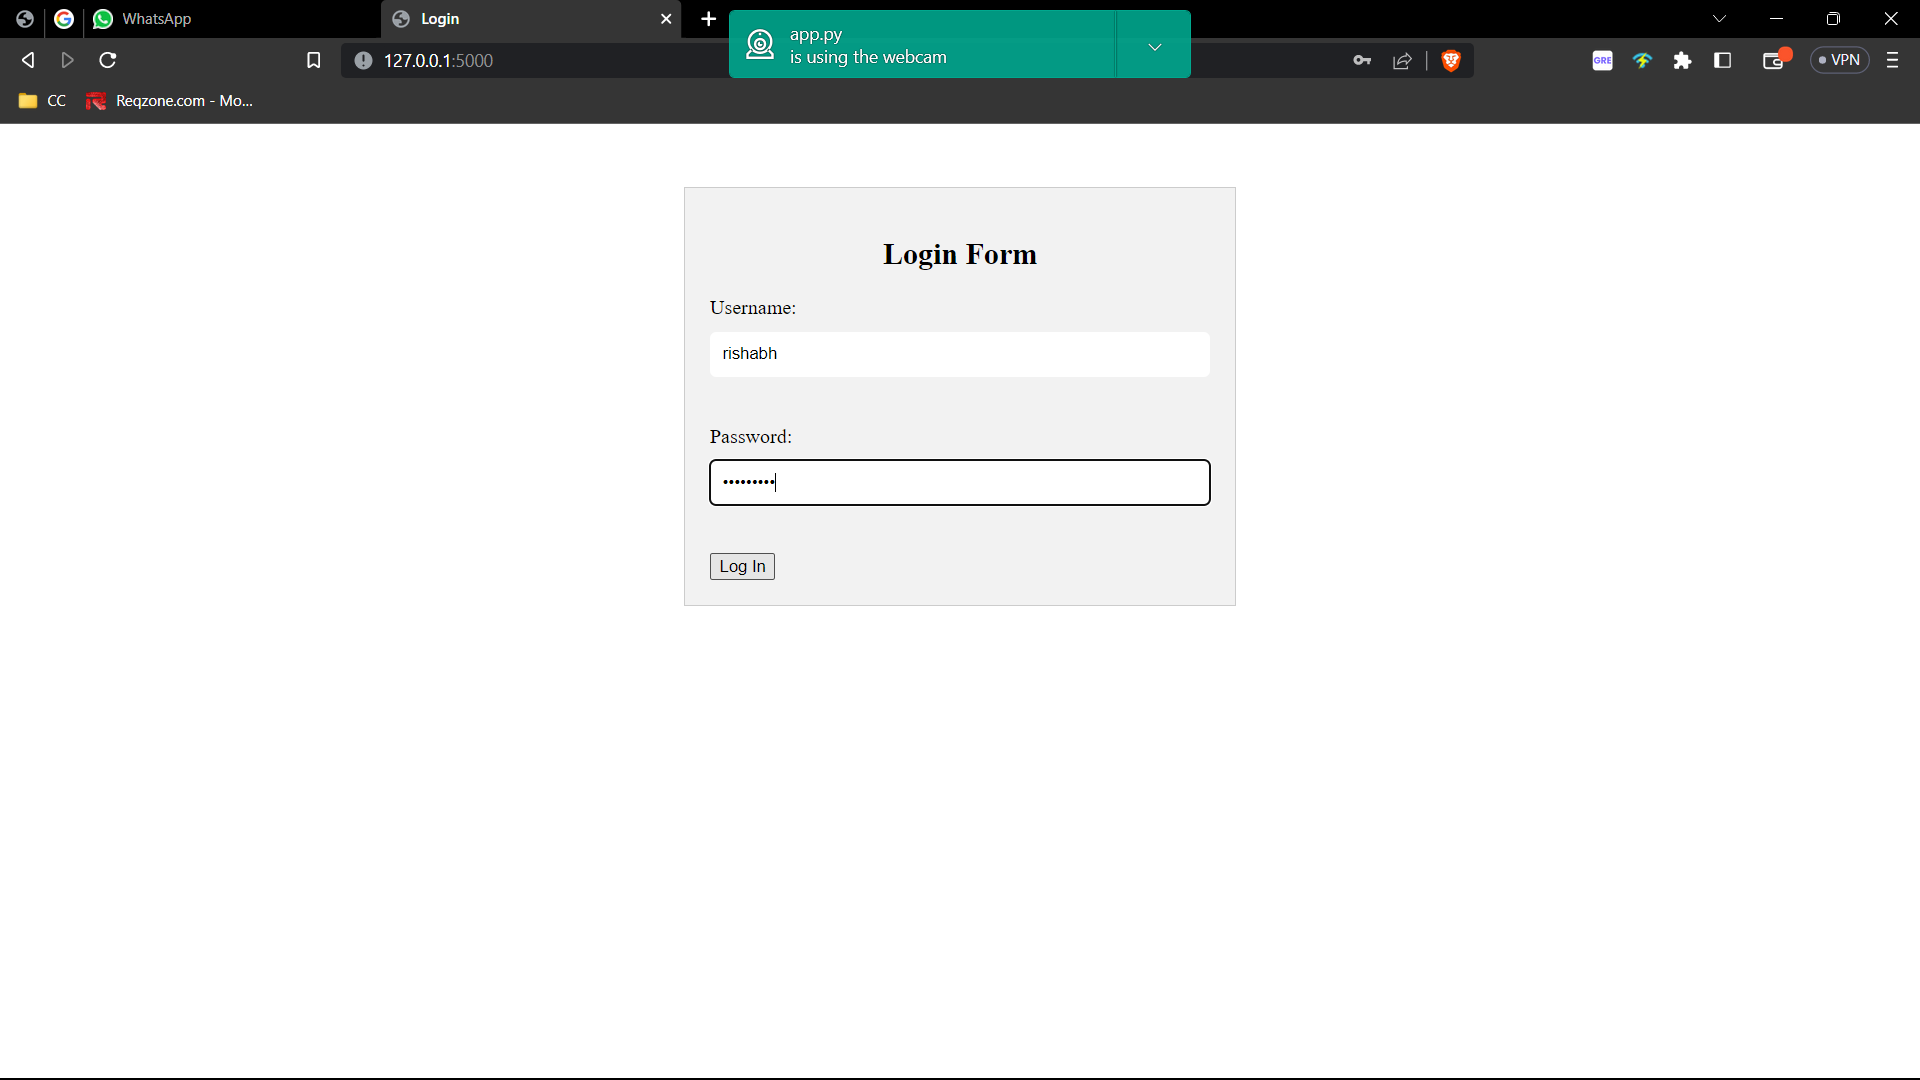 WhatsApp
Login
app.py
is using the webcam
127.0.0.1:5000
GRE
VPN
CC
Reqzone.com - Mo...
Login Form
Username:
rishabh
Password:
•••••••••
Log In